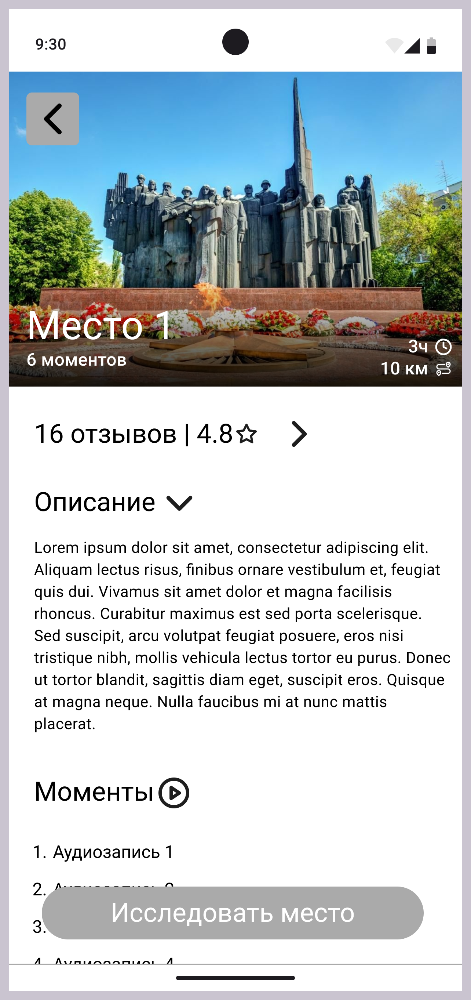 9:30
Место 1
6 моментов
3ч
10 км
16 отзывов | 4.8
Описание
Lorem ipsum dolor sit amet, consectetur adipiscing elit.
Aliquam lectus risus, finibus ornare vestibulum et, feugiat
quis dui. Vivamus sit amet dolor et magna facilisis
rhoncus. Curabitur maximus est sed porta scelerisque.
Sed suscipit, arcu volutpat feugiat posuere, eros nisi
tristique nibh, mollis vehicula lectus tortor eu purus. Donec
ut tortor blandit, sagittis diam eget, suscipit eros. Quisque
at magna neque. Nulla faucibus mi at nunc mattis
placerat.
Моменты
1. Аудиозапись 1
2.
Исследовать место
3.
4. Аудиозапись 4